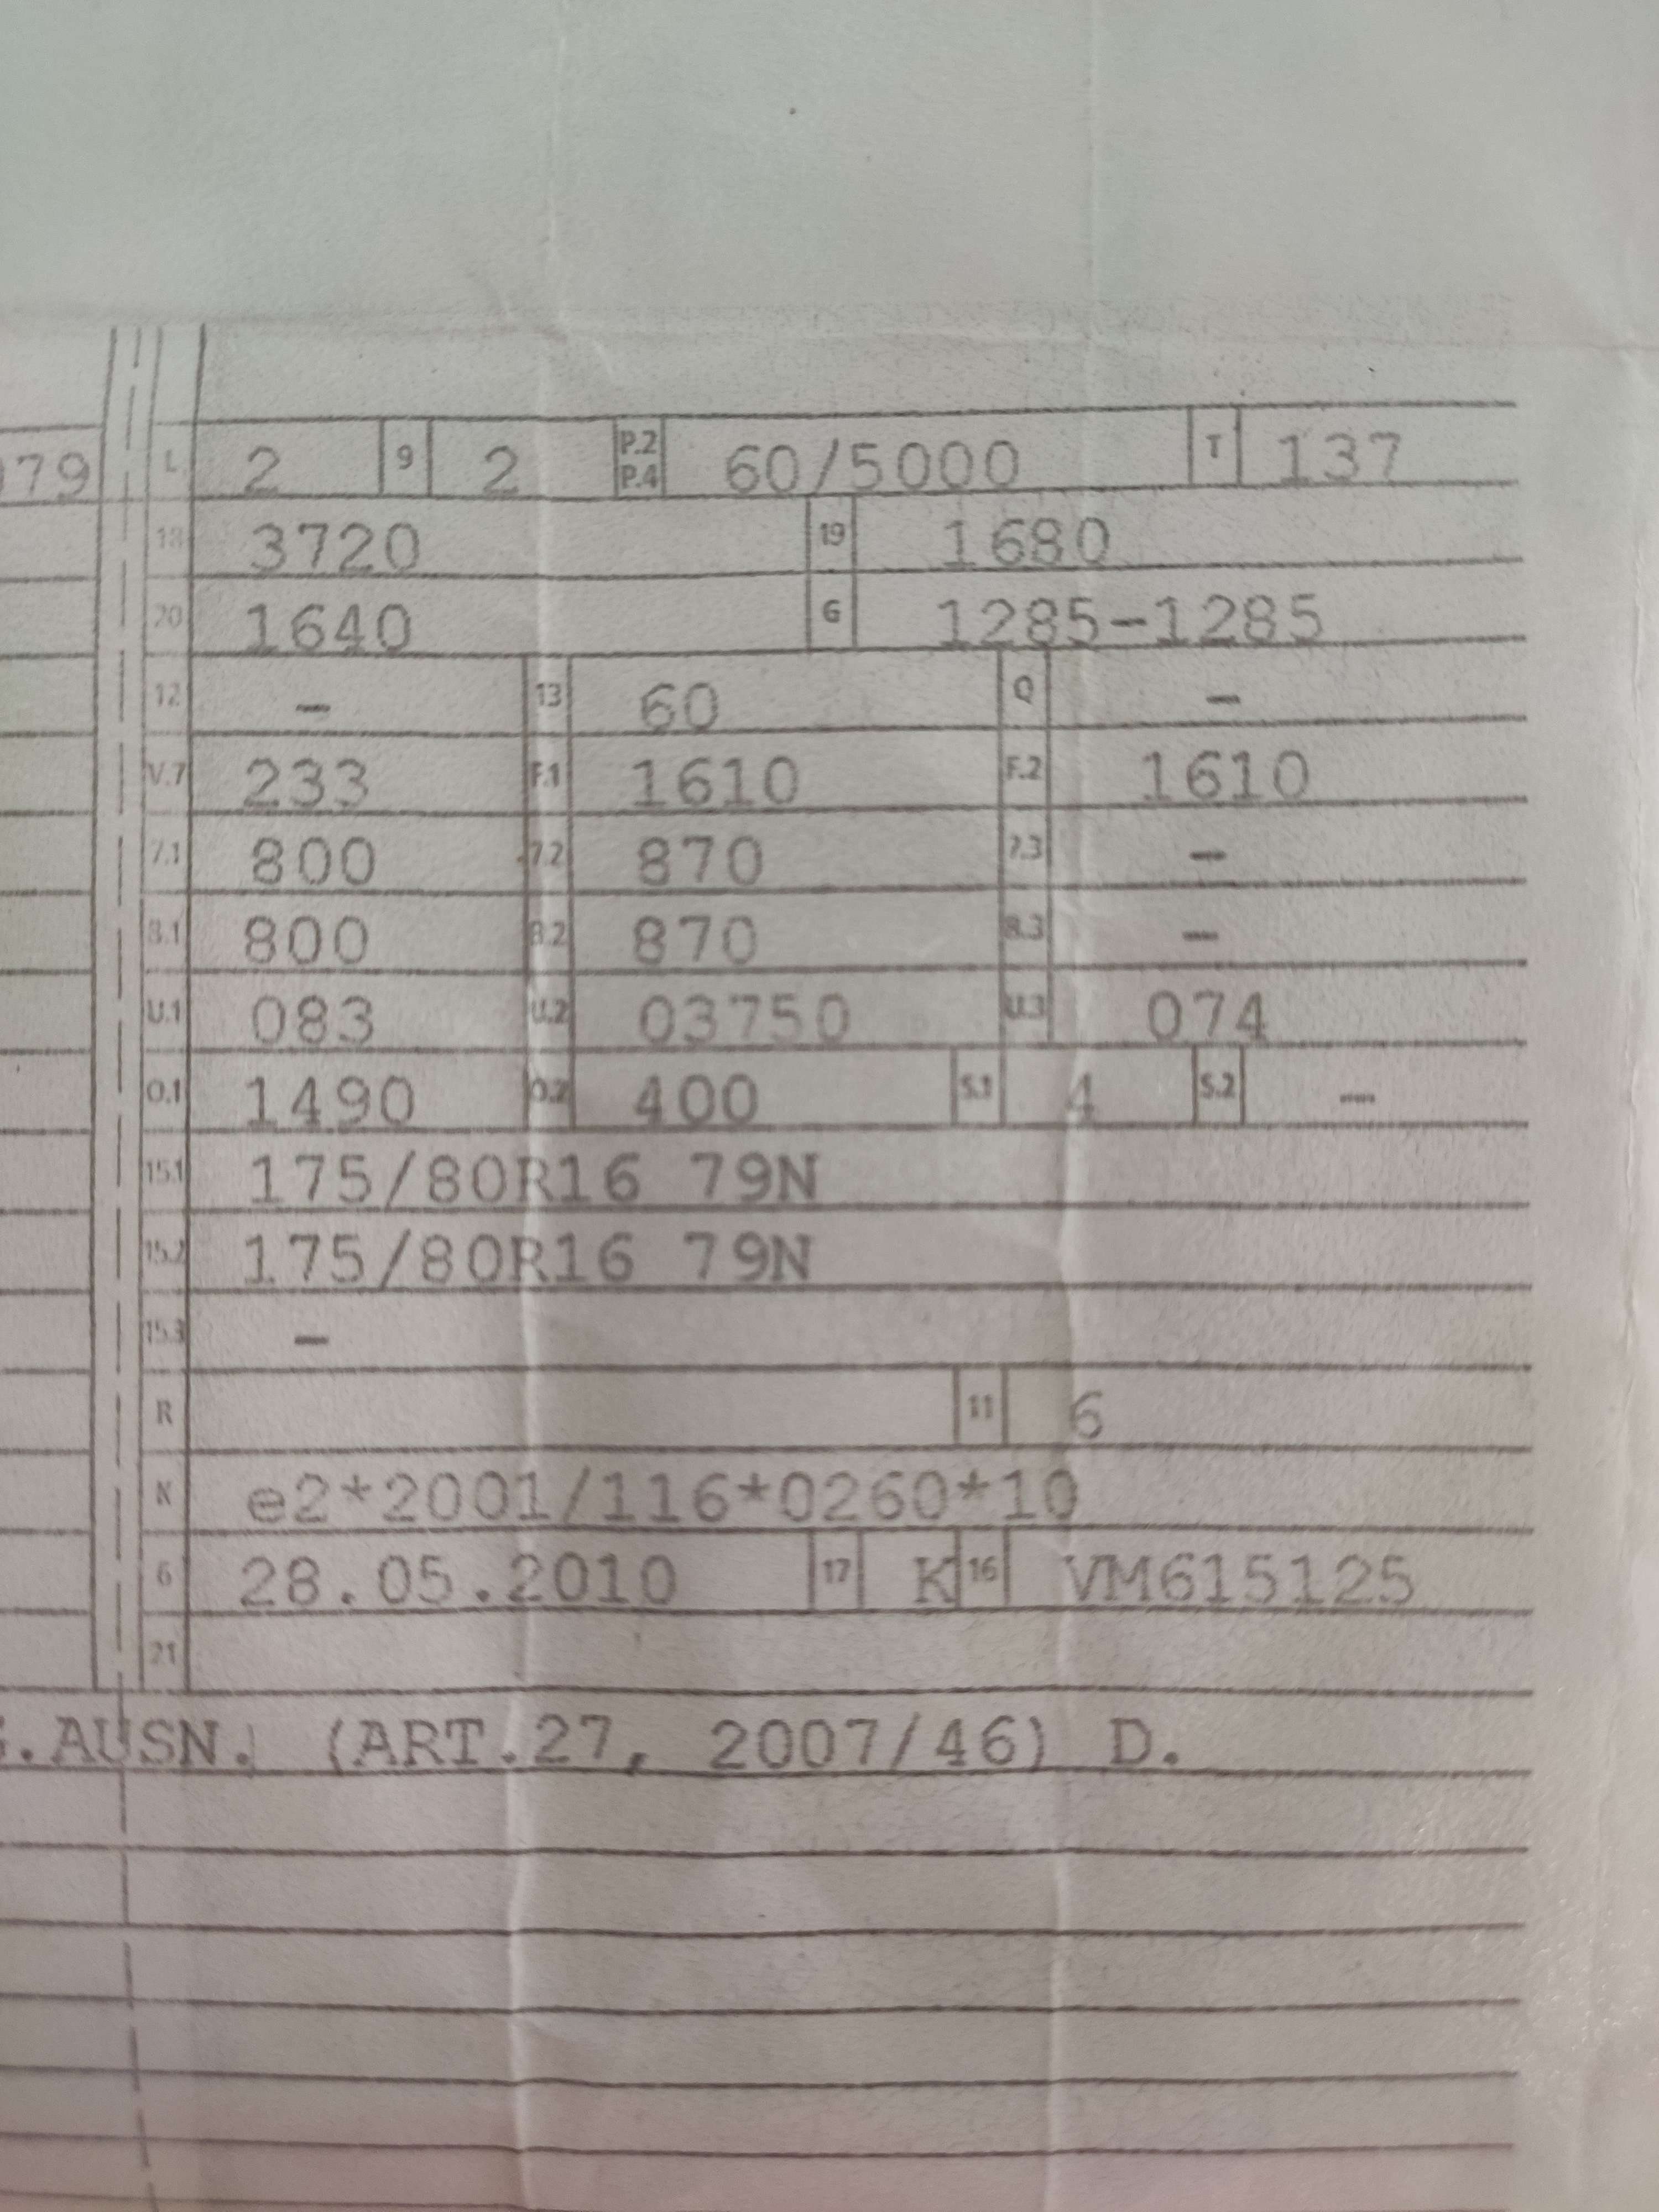 079 L 2 9 2 P.2 P.4 60/5000 T 137
18 3720 19 1680
20 1640 G 1285-1285
12 - 13 60 Q -
V.7 233 F.1 1610 F.2 1610
7.1 800 7.2 870 7.3 -
8.1 800 8.2 870 8.3 -
U.1 083 U.2 03750 U.3 074
O.1 1490 O.2 400 S.1 4 S.2 -
15.1 175/80R16 79N
15.2 175/80R16 79N
15.3 -
R 11 6
K e2*2001/116*0260*10
6 28.05.2010 17 K 16 VM615125
21
G.AUSN. (ART.27, 2007/46) D.